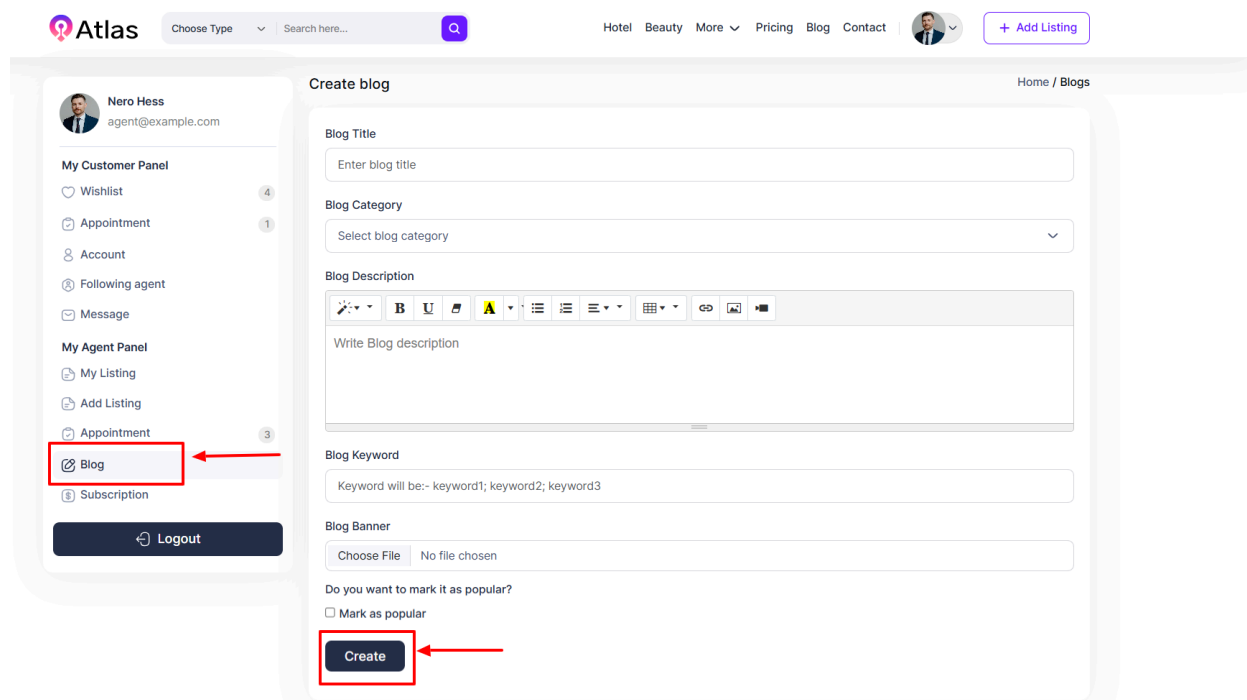 Atlas
Choose Type
Search here...
Hotel Beauty More Pricing Blog Contact
+ Add Listing
Nero Hess
agent@example.com
My Customer Panel
Wishlist 4
Appointment 1
Account
Following agent
Message
My Agent Panel
My Listing
Add Listing
Appointment 3
Blog
Subscription
Logout
Create blog
Home / Blogs
Blog Title
Enter blog title
Blog Category
Select blog category
Blog Description
B U A
Write Blog description
Blog Keyword
Keyword will be:- keyword1; keyword2; keyword3
Blog Banner
Choose File No file chosen
Do you want to mark it as popular?
Mark as popular
Create